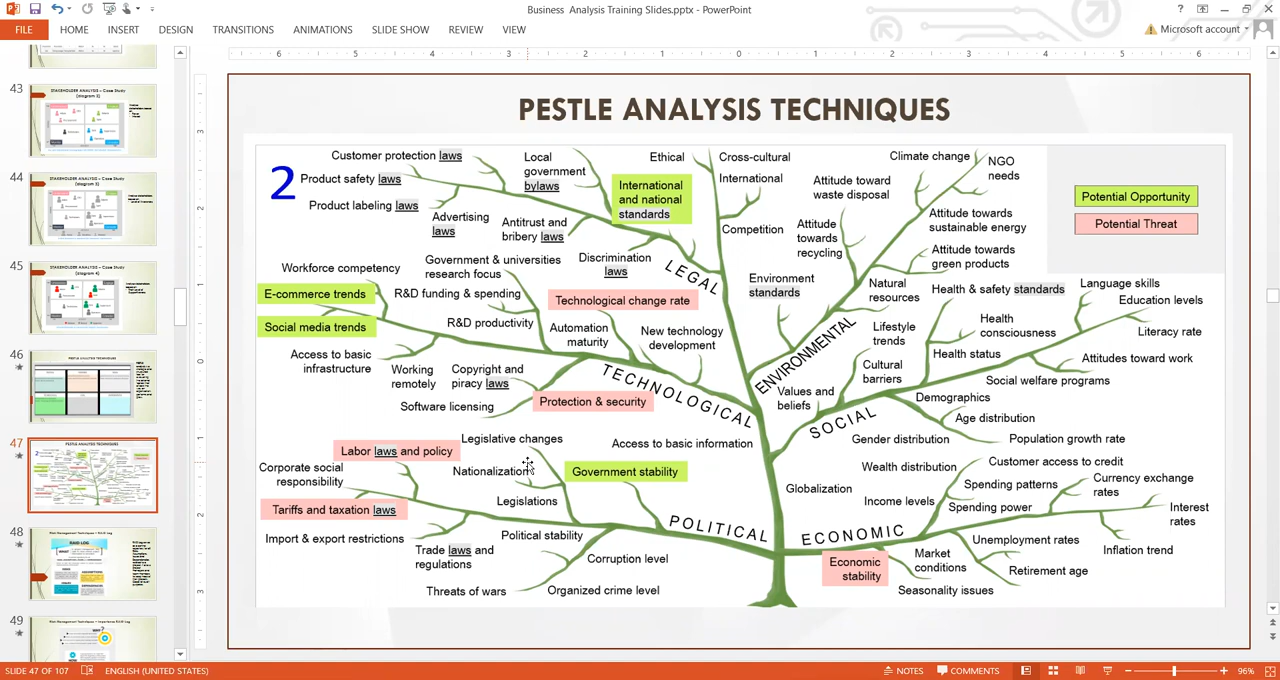 Business Analysis Training Slides.pptx - PowerPoint
FILE
HOME
INSERT
DESIGN
TRANSITIONS
ANIMATIONS
SLIDE SHOW
REVIEW
VIEW
Microsoft account
43
44
45
46
47
48
49
PESTLE ANALYSIS TECHNIQUES
2
Customer protection laws
Product safety laws
Product labeling laws
Local
government
bylaws
Advertising
laws
Antitrust and
bribery laws
Ethical
International
and national
standards
Discrimination
laws
LEGAL
Cross-cultural
International
Competition
Environment
standards
Climate change
NGO
needs
Attitude toward
waste disposal
Attitude
towards
recycling
Attitude towards
sustainable energy
Attitude towards
green products
Natural
resources
ENVIRONMENTAL
Potential Opportunity
Potential Threat
Workforce competency
Government & universities
research focus
E-commerce trends
R&D funding & spending
Technological change rate
Social media trends
R&D productivity
Automation
maturity
New technology
development
Access to basic
infrastructure
Working
remotely
Copyright and
piracy laws
Software licensing
Protection & security
TECHNOLOGICAL
Access to basic information
Health & safety standards
Language skills
Education levels
Literacy rate
Lifestyle
trends
Health
consciousness
Health status
Attitudes toward work
Cultural
barriers
Social welfare programs
Values and
beliefs
Demographics
Age distribution
Gender distribution
Population growth rate
SOCIAL
Legislative changes
Labor laws and policy
Nationalization
Government stability
Corporate social
responsibility
Tariffs and taxation laws
Legislations
Import & export restrictions
Trade laws and
regulations
Political stability
Corruption level
Threats of wars
Organized crime level
POLITICAL
Wealth distribution
Customer access to credit
Globalization
Income levels
Spending patterns
Currency exchange
rates
Spending power
Interest
rates
ECONOMIC
Unemployment rates
Inflation trend
Economic
stability
Market
conditions
Retirement age
Seasonality issues
SLIDE 47 OF 107
ENGLISH (UNITED STATES)
NOTES
COMMENTS
96%